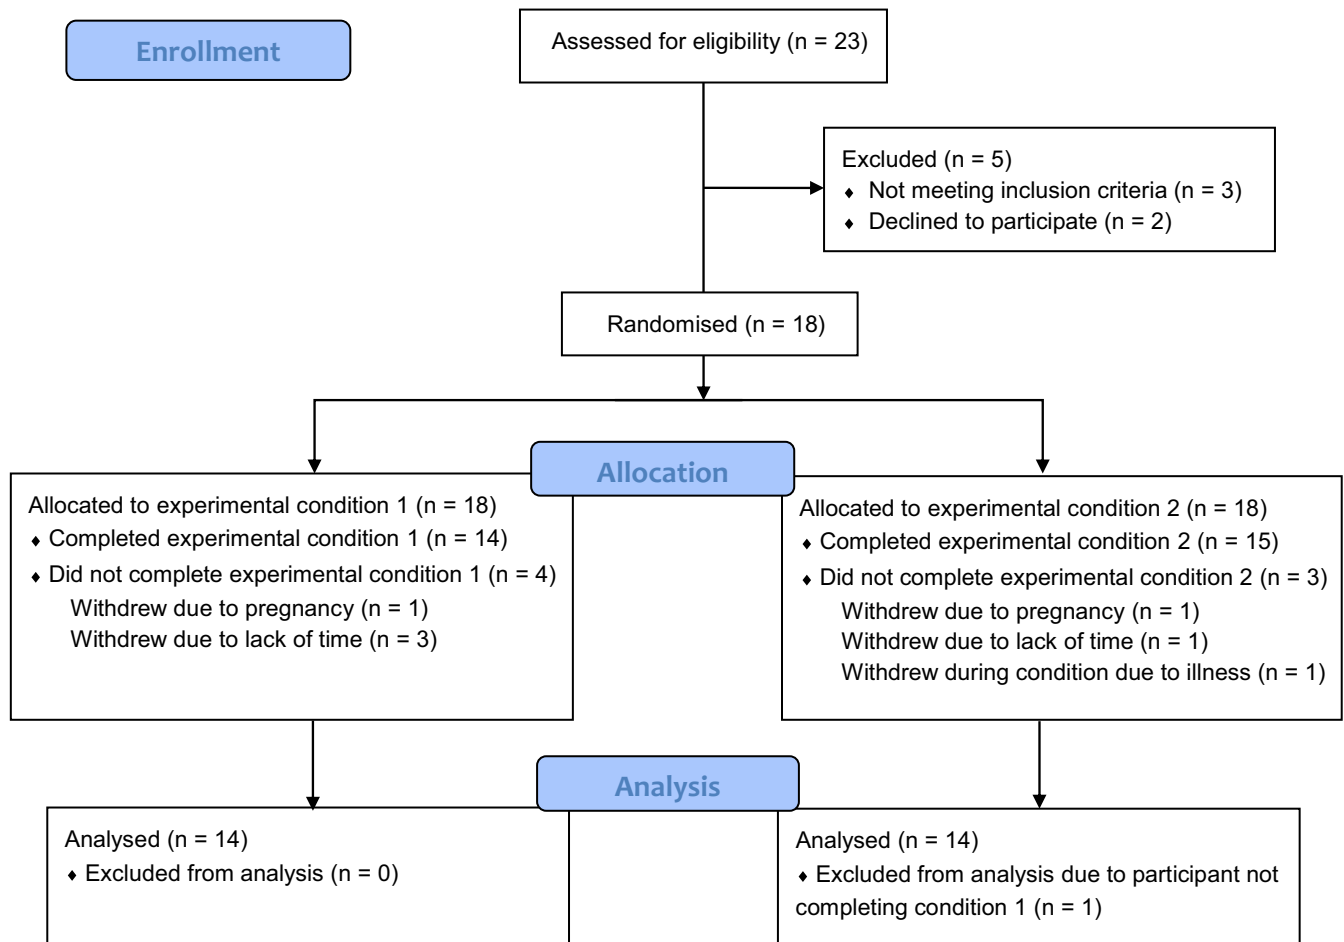 Enrollment
Assessed for eligibility (n = 23)
Excluded (n = 5)
♦ Not meeting inclusion criteria (n = 3)
♦ Declined to participate (n = 2)
Randomised (n = 18)
Allocation
Allocated to experimental condition 1 (n = 18)
♦ Completed experimental condition 1 (n = 14)
♦ Did not complete experimental condition 1 (n = 4)
Withdrew due to pregnancy (n = 1)
Withdrew due to lack of time (n = 3)
Allocated to experimental condition 2 (n = 18)
♦ Completed experimental condition 2 (n = 15)
♦ Did not complete experimental condition 2 (n = 3)
Withdrew due to pregnancy (n = 1)
Withdrew due to lack of time (n = 1)
Withdrew during condition due to illness (n = 1)
Analysis
Analysed (n = 14)
♦ Excluded from analysis (n = 0)
Analysed (n = 14)
♦ Excluded from analysis due to participant not
completing condition 1 (n = 1)